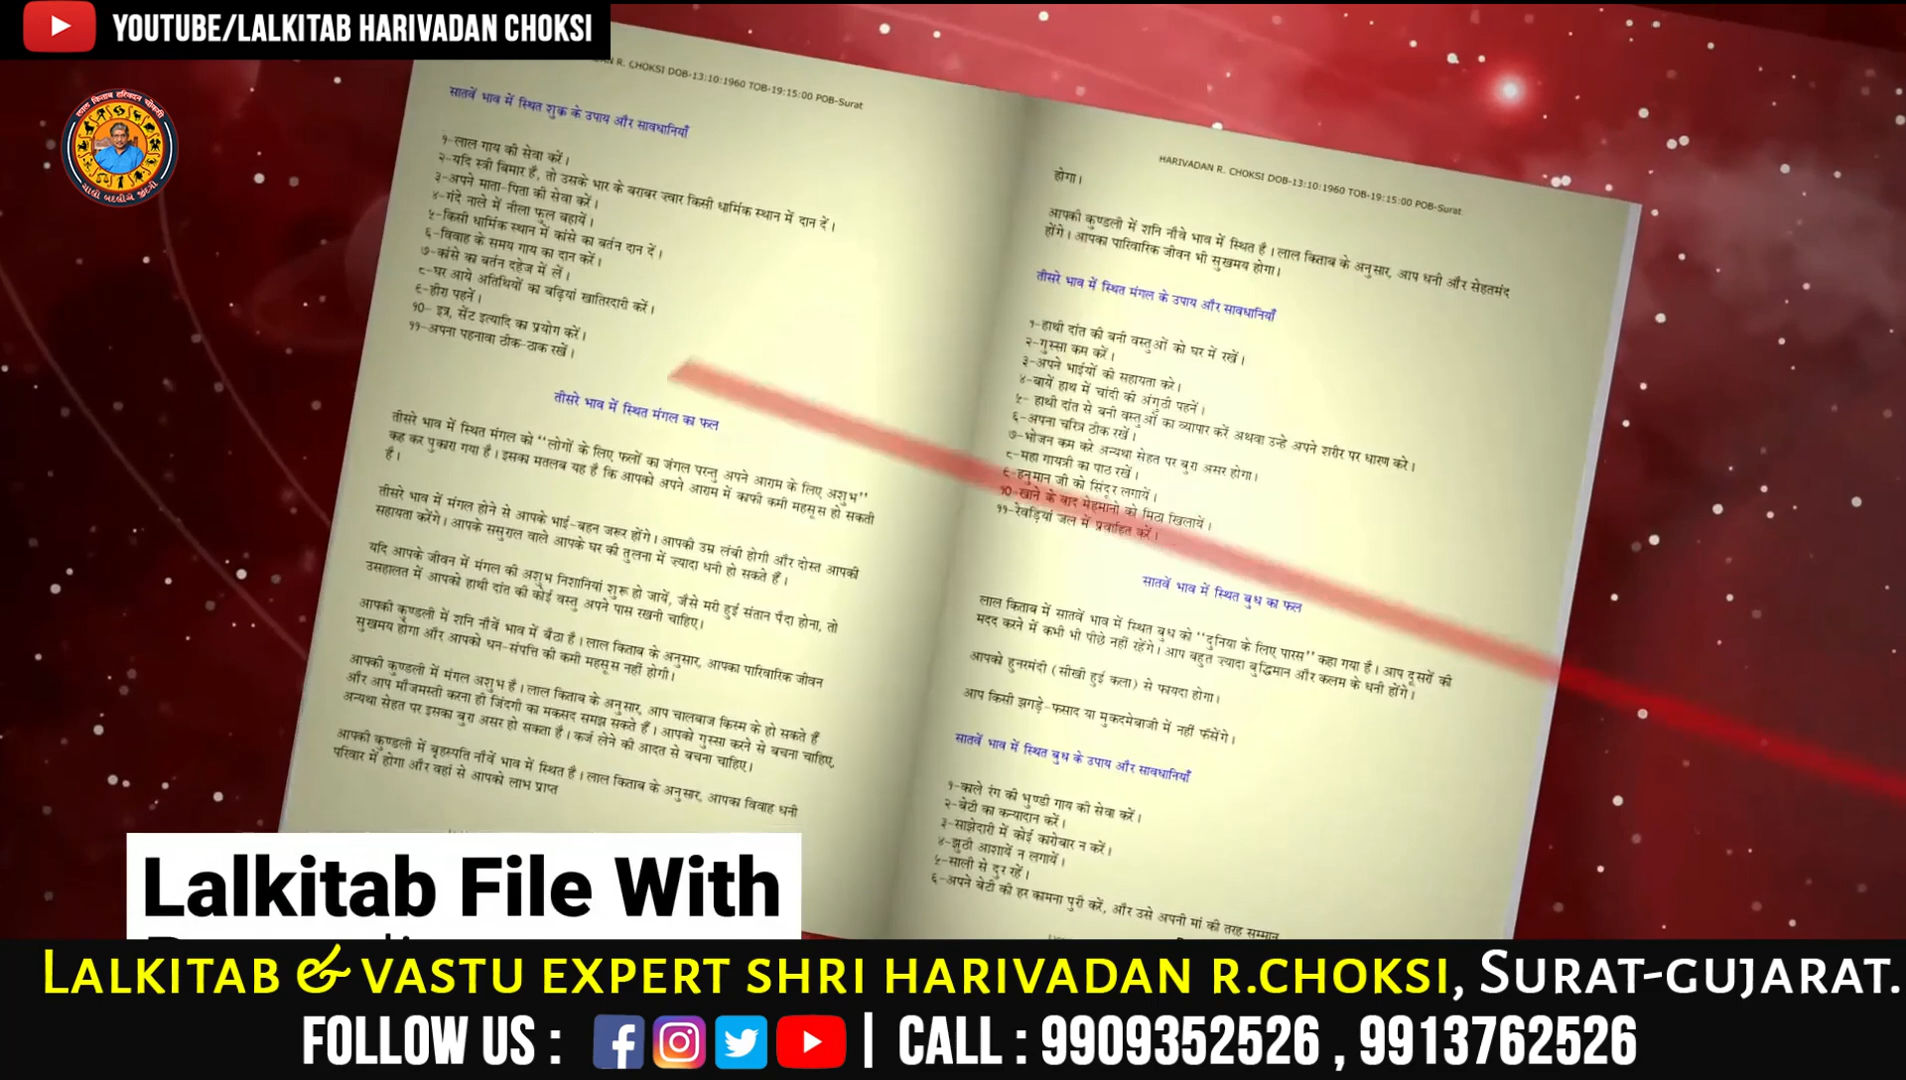 YOUTUBE/LALKITAB HARIVADAN CHOKSI
R. CHOKSI DOB-13:10:1960 TOB-19:15:00 POB-Surat
सातवें भाव में स्थित शुक्र के उपाय और सावधानियाँ
१-लाल गाय की सेवा करें।
२-यदि स्त्री बिमार हैं, तो उसके भार के बराबर ज्वार किसी धार्मिक स्थान में दान दें।
३-अपने माता-पिता की सेवा करें।
४-गंदे नाले में नीला फुल बहायें।
५-किसी धार्मिक स्थान में कांसे का बर्तन दान दें।
६-विवाह के समय गाय का दान करें।
७-कांसे का बर्तन दहेज में लें।
८-घर आये अतिथियों का बढ़ियां खातिरदारी करें।
९-हीरा पहनें।
१०- इत्र, सेंट इत्यादि का प्रयोग करें।
११-अपना पहनावा ठीक-ठाक रखें।
तीसरे भाव में स्थित मंगल का फल
तीसरे भाव में स्थित मंगल को "लोगों के लिए फलों का जंगल परन्तु अपने आराम के लिए अशुभ"
कह कर पुकारा गया है। इसका मतलब यह है कि आपको अपने आराम में काफी कमी महसूस हो सकती
है।
तीसरे भाव में मंगल होने से आपके भाई-बहन जरूर होंगे। आपकी उम्र लंबी होगी और दोस्त आपकी
सहायता करेंगे। आपके ससुराल वाले आपके घर की तुलना में ज्यादा धनी हो सकते हैं।
यदि आपके जीवन में मंगल की अशुभ निशानियां शुरू हो जायें, जैसे मरी हुई संतान पैदा होना, तो
उसहालत में आपको हाथी दांत की कोई वस्तु अपने पास रखनी चाहिए।
आपकी कुण्डली में शनि नौवें भाव में बैठा है। लाल किताब के अनुसार, आपका पारिवारिक जीवन
सुखमय होगा और आपको धन-संपत्ति की कमी महसूस नहीं होगी।
आपकी कुण्डली में मंगल अशुभ है। लाल किताब के अनुसार, आप चालबाज किस्म के हो सकते हैं
और आप मौजमस्ती करना ही जिंदगी का मकसद समझ सकते हैं। आपको गुस्सा करने से बचना चाहिए,
अन्यथा सेहत पर इसका बुरा असर हो सकता है। कर्ज लेने की आदत से बचना चाहिए।
आपकी कुण्डली में बृहस्पति नौंवें भाव में स्थित है। लाल किताब के अनुसार, आपका विवाह धनी
परिवार में होगा और वहां से आपको लाभ प्राप्त
HARIVADAN R. CHOKSI DOB-13:10:1960 TOB-19:15:00 POB-Surat
होगा।
आपकी कुण्डली में शनि नौवे भाव में स्थित है। लाल किताब के अनुसार, आप धनी और सेहतमंद
होंगे। आपका पारिवारिक जीवन भी सुखमय होगा।
तीसरे भाव में स्थित मंगल के उपाय और सावधानियाँ
१-हाथी दांत की बनी वस्तुओं को घर में रखें।
२-गुस्सा कम करें।
३-अपने भाईयों की सहायता करे।
४-बायें हाथ में चांदी की अंगुठी पहनें।
५- हाथी दांत से बनी वस्तुओं का व्यापार करें अथवा उन्हे अपने शरीर पर धारण करे।
६-अपना चरित्र ठीक रखें।
७-भोजन कम करे अन्यथा सेहत पर बुरा असर होगा।
८-महा गायत्री का पाठ रखें।
९-हनुमान जी को सिंदूर लगायें।
१०-खाने के वाद मेहमानो को मिठा खिलायें।
११-रेवड़ियां जल में प्रवाहित करें।
सातवें भाव में स्थित बुध का फल
लाल किताब में सातवें भाव में स्थित बुध को "दुनिया के लिए पारस" कहा गया है। आप दूसरों की
मदद करने में कभी भी पीछे नहीं रहेंगे। आप बहुत ज्यादा बुद्धिमान और कलम के धनी होंगे।
आपको हुनरमंदी (सीखी हुई कला) से फायदा होगा।
आप किसी झगड़े-फसाद या मुकदमेबाजी में नहीं फंसेंगे।
सातवें भाव में स्थित बुध के उपाय और सावधानियाँ
१-काले रंग की भुण्डी गाय की सेवा करें।
२-बेटी का कन्यादान करें।
३-साझेदारी में कोई कारोबार न करें।
४-झुठी आशायें न लगायें।
५-साली से दुर रहें।
६-अपने बेटी की हर कामना पुरी करें, और उसे अपनी मां की तरह सम्मान
Lalkitab File With
LALKITAB & VASTU EXPERT SHRI HARIVADAN R.CHOKSI, SURAT-GUJARAT.
FOLLOW US : | CALL : 9909352526 , 9913762526